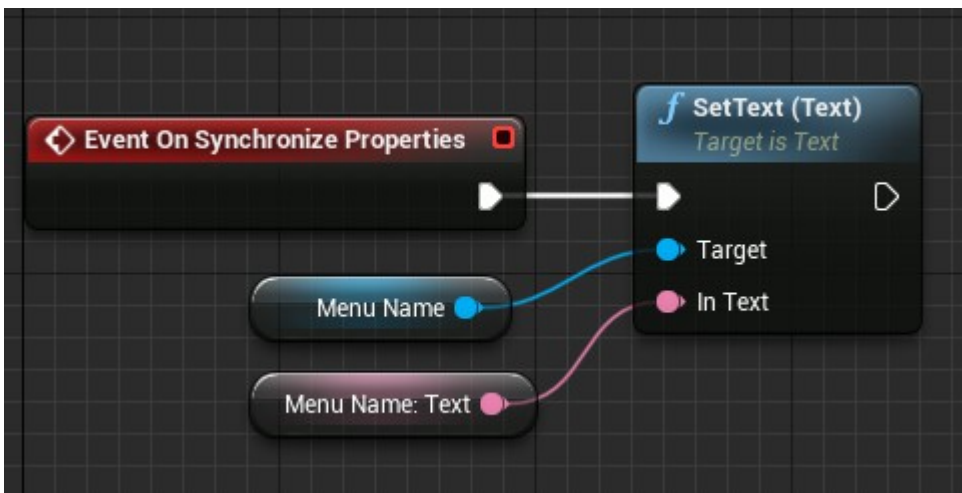 Event On Synchronize Properties
SetText (Text)
Target is Text
Target
In Text
Menu Name
Menu Name: Text